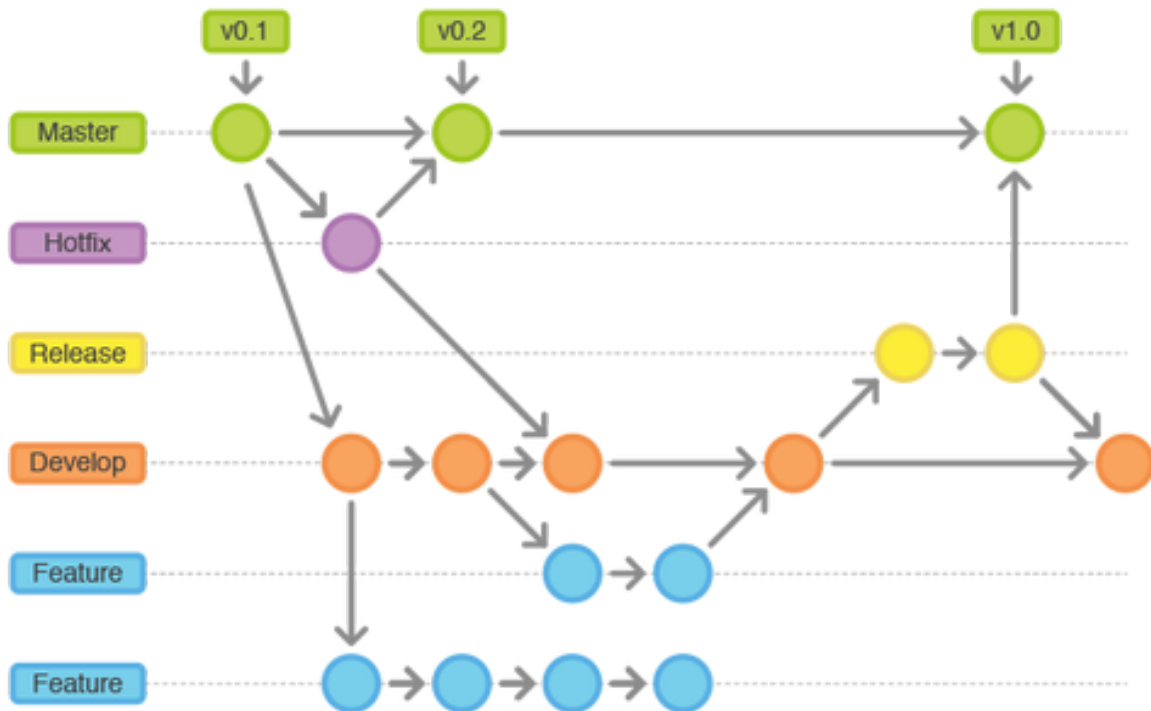 v0.1
v0.2
v1.0
Master
Hotfix
Release
Develop
Feature
Feature